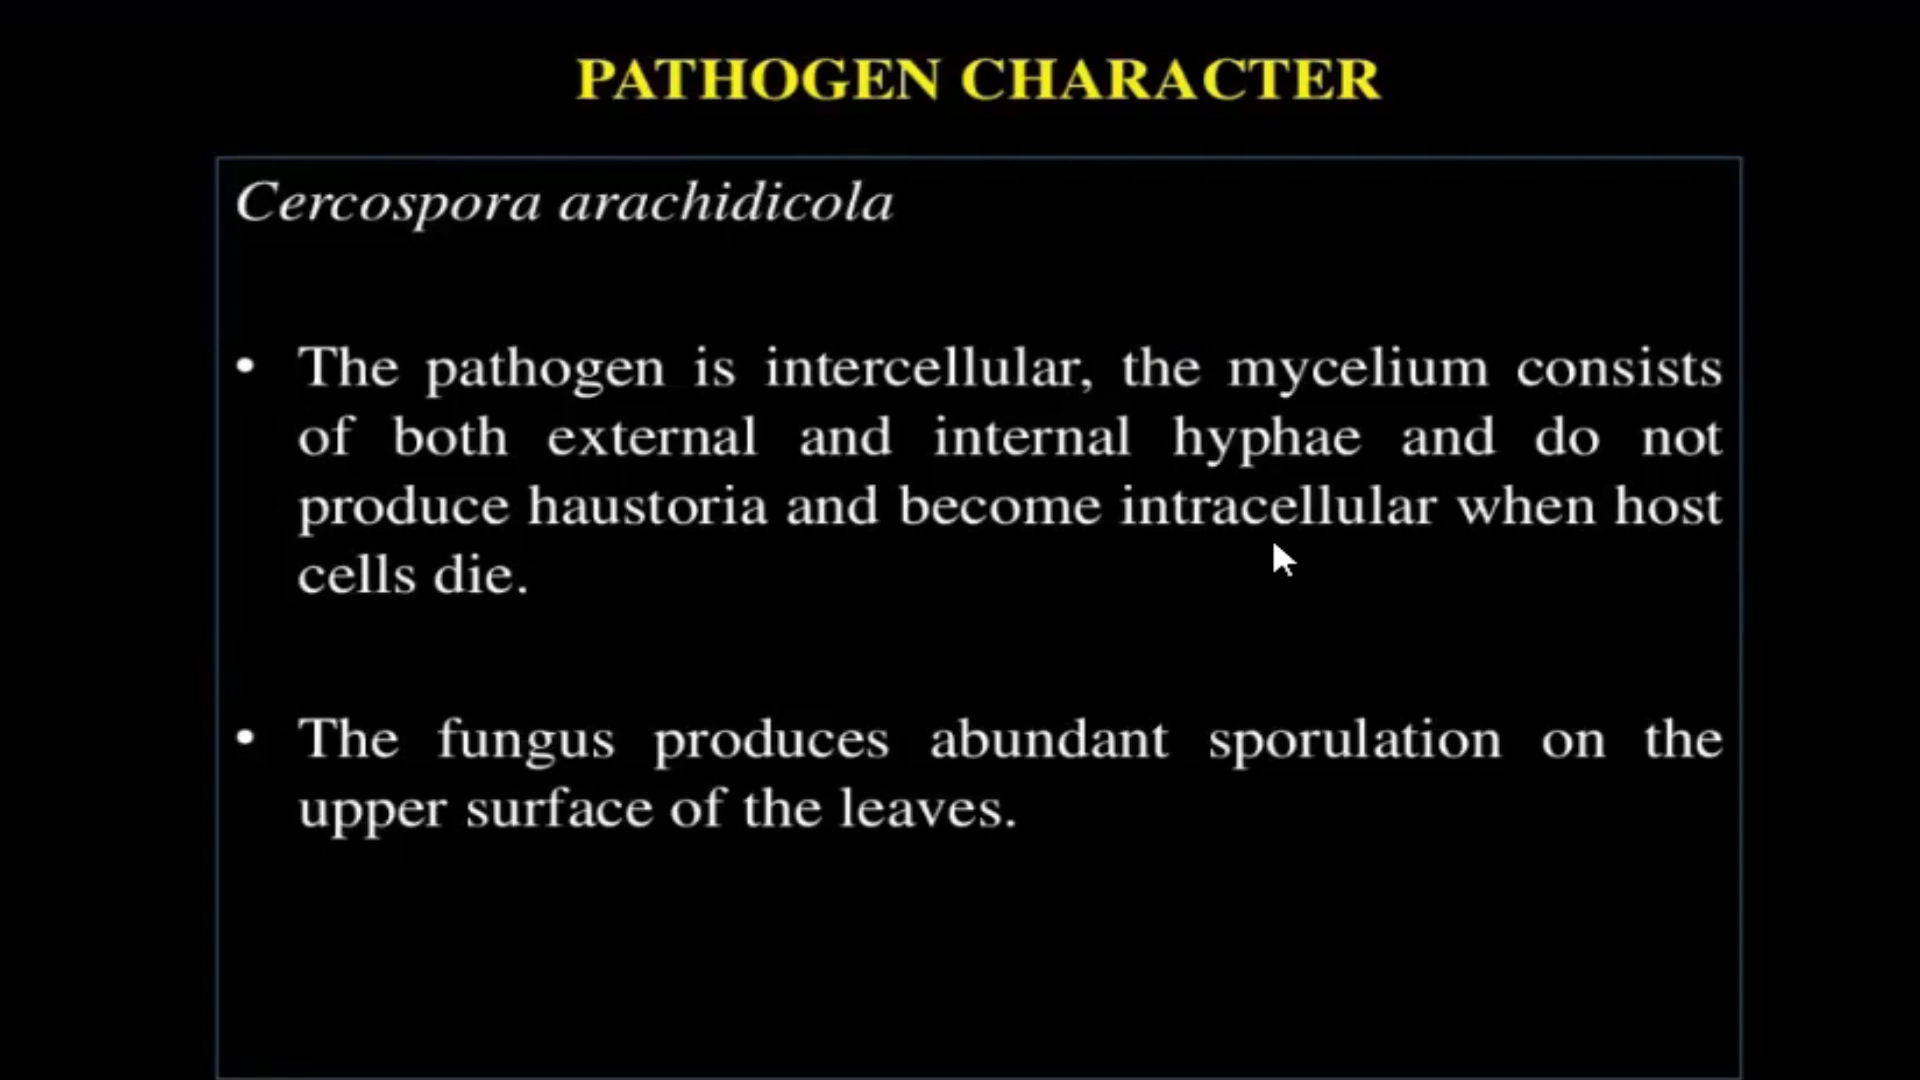 PATHOGEN CHARACTER
Cercospora arachidicola
• The pathogen is intercellular, the mycelium consists
of both external and internal hyphae and do not
produce haustoria and become intracellular when host
cells die.
• The fungus produces abundant sporulation on the
upper surface of the leaves.